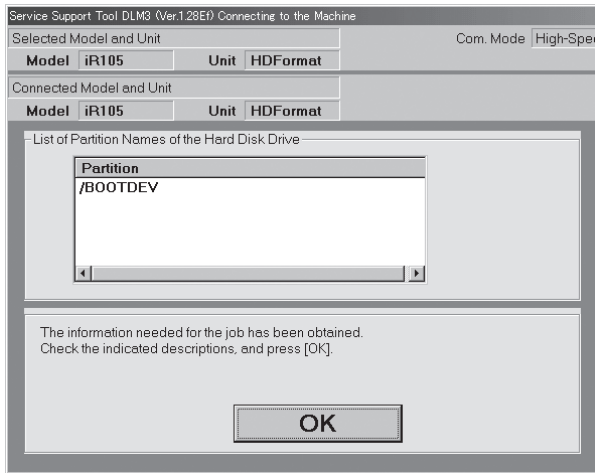 Service Support Tool DLM3 (Ver.1.28Ef) Connecting to the Machine
Selected Model and Unit Com. Mode High-Spe
Model iR105 Unit HDFormat
Connected Model and Unit
Model iR105 Unit HDFormat
List of Partition Names of the Hard Disk Drive
Partition
/BOOTDEV
The information needed for the job has been obtained.
Check the indicated descriptions, and press [OK].
OK